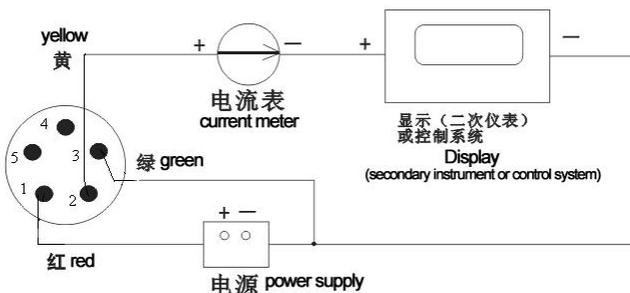 yellow
黄
+
—
+
—
电流表
current meter
显示（二次仪表）
或控制系统
Display
(secondary instrument or control system)
4
5
3
绿 green
1
2
+ —
红 red
电源 power supply